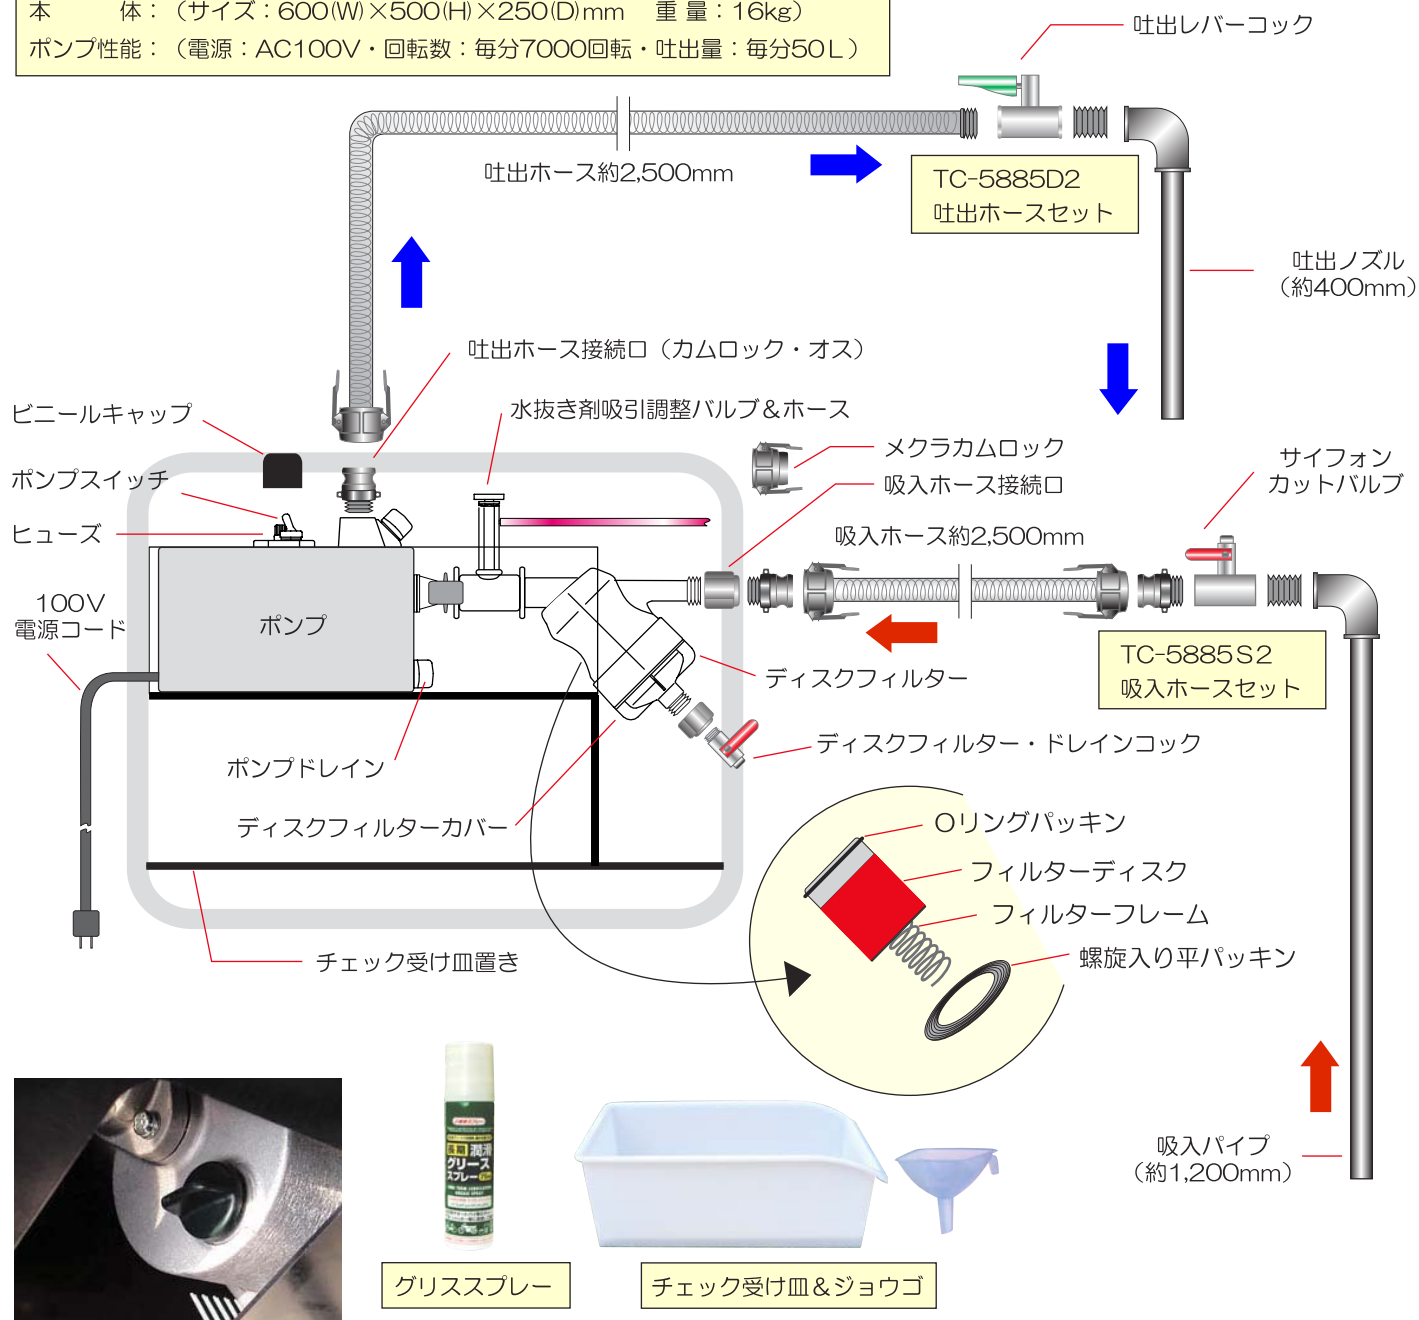 本　　体：（サイズ：600(W)×500(H)×250(D)mm　重量：16kg）
ポンプ性能：（電源：AC100V・回転数：毎分7000回転・吐出量：毎分50L）
吐出レバーコック
吐出ホース約2,500mm
TC-5885D2
吐出ホースセット
吐出ノズル
（約400mm）
吐出ホース接続口（カムロック・オス）
ビニールキャップ
水抜き剤吸引調整バルブ＆ホース
メクラカムロック
サイフォン
カットバルブ
ポンプスイッチ
吸入ホース接続口
ヒューズ
吸入ホース約2,500mm
100V
電源コード
ポンプ
TC-5885S2
吸入ホースセット
ディスクフィルター
ディスクフィルター・ドレインコック
ポンプドレイン
ディスクフィルターカバー
Oリングパッキン
フィルターディスク
フィルターフレーム
螺旋入り平パッキン
チェック受け皿置き
吸入パイプ
（約1,200mm）
長期潤滑
グリース
スプレー
グリススプレー
チェック受け皿＆ジョウゴ